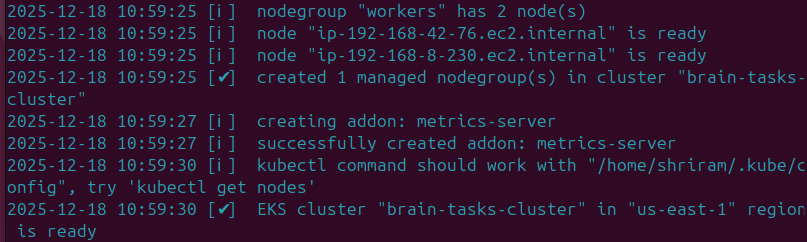 2025-12-18 10:59:25 [ℹ]  nodegroup "workers" has 2 node(s)
2025-12-18 10:59:25 [ℹ]  node "ip-192-168-42-76.ec2.internal" is ready
2025-12-18 10:59:25 [ℹ]  node "ip-192-168-8-230.ec2.internal" is ready
2025-12-18 10:59:25 [✔]  created 1 managed nodegroup(s) in cluster "brain-tasks-
cluster"
2025-12-18 10:59:27 [ℹ]  creating addon: metrics-server
2025-12-18 10:59:27 [ℹ]  successfully created addon: metrics-server
2025-12-18 10:59:30 [ℹ]  kubectl command should work with "/home/shriram/.kube/c
onfig", try 'kubectl get nodes'
2025-12-18 10:59:30 [✔]  EKS cluster "brain-tasks-cluster" in "us-east-1" region
 is ready